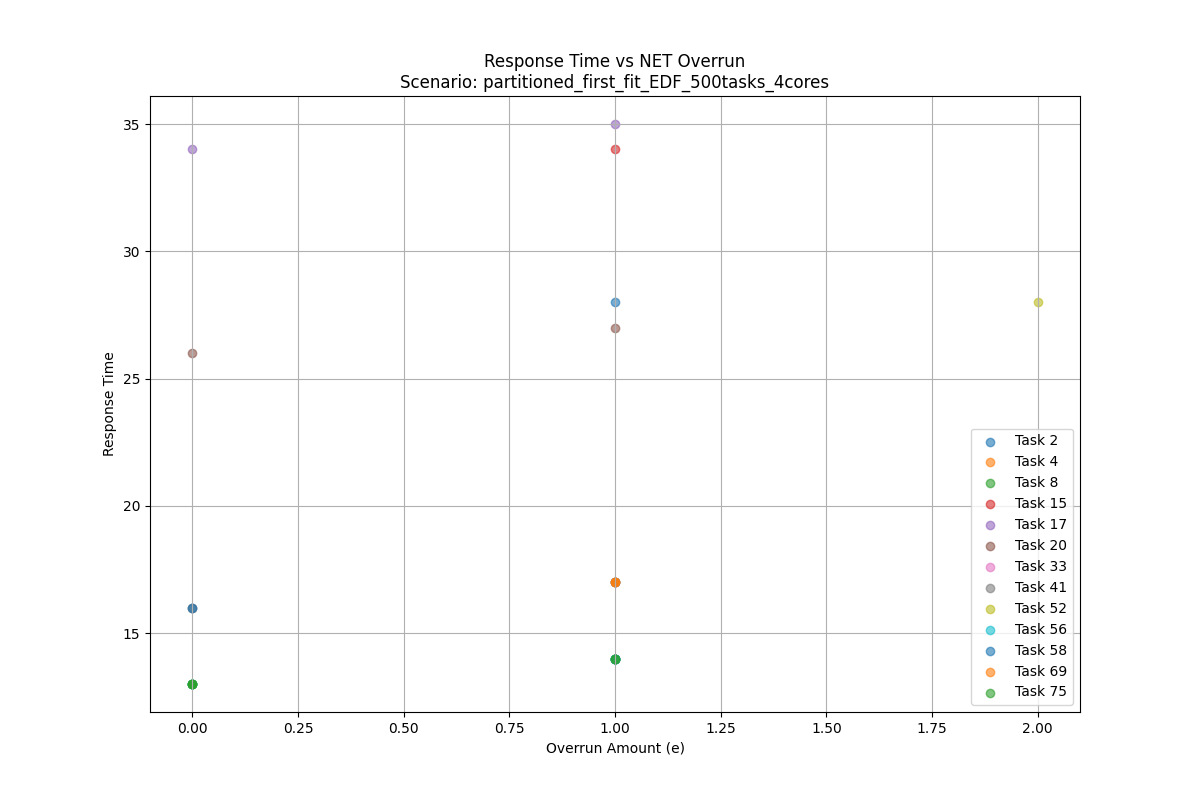 Response Time vs NET Overrun
Scenario: partitioned_first_fit_EDF_500tasks_4cores
35
30
25
20
15
Response Time
0.00 0.25 0.50 0.75 1.00 1.25 1.50 1.75 2.00
Overrun Amount (e)
Task 2
Task 4
Task 8
Task 15
Task 17
Task 20
Task 33
Task 41
Task 52
Task 56
Task 58
Task 69
Task 75